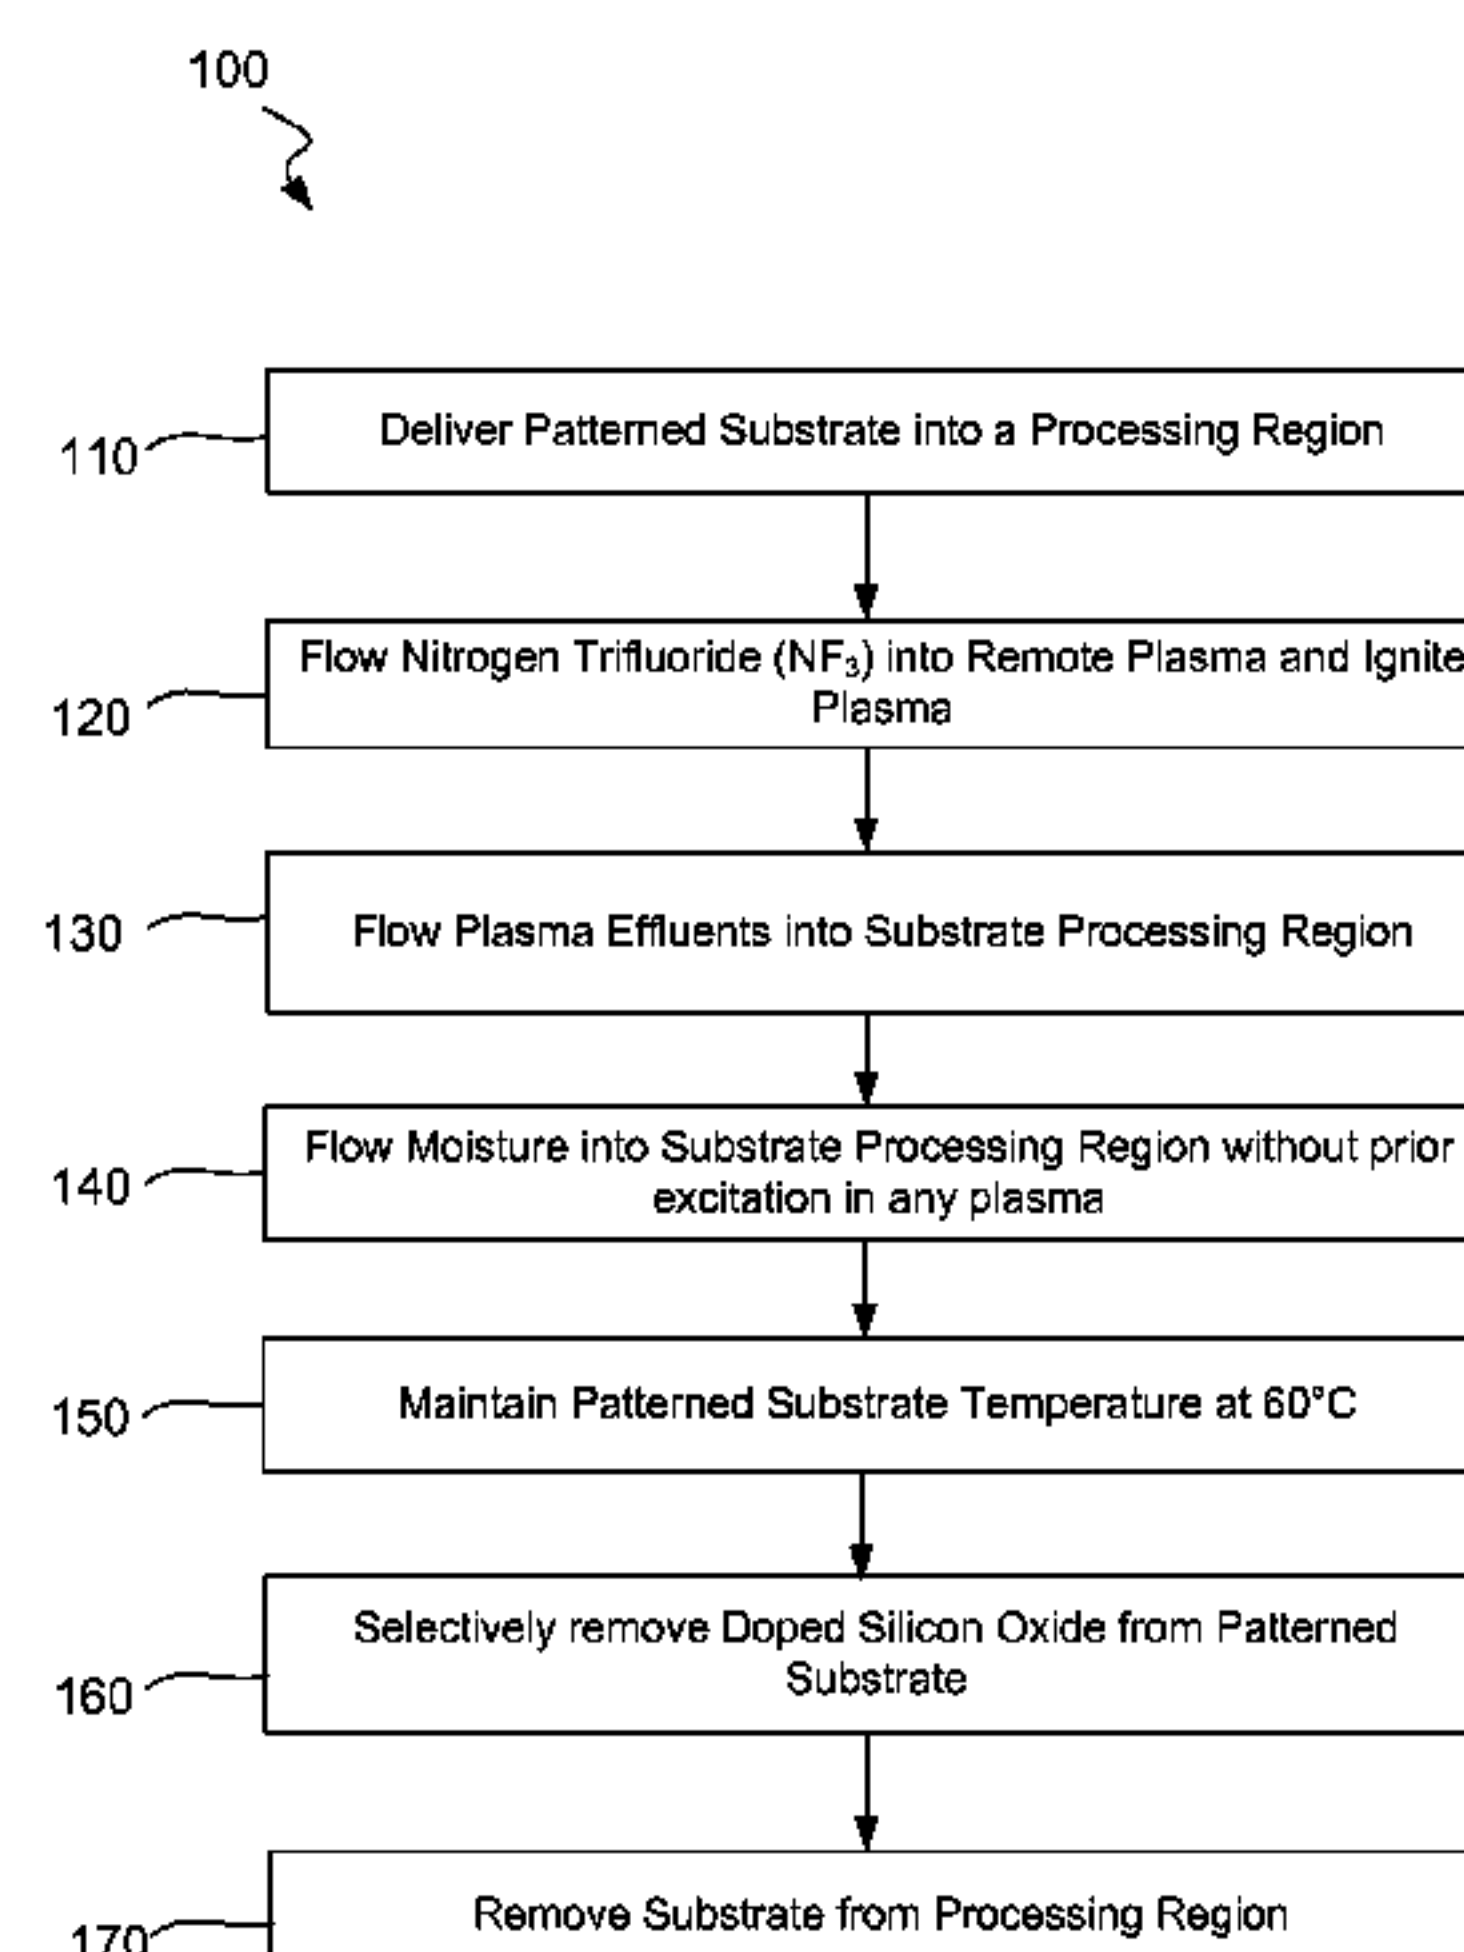 100
110
Deliver Patterned Substrate into a Processing Region
120
Flow Nitrogen Trifluoride (NF₃) into Remote Plasma and Ignite
Plasma
130
Flow Plasma Effluents into Substrate Processing Region
140
Flow Moisture into Substrate Processing Region without prior
excitation in any plasma
150
Maintain Patterned Substrate Temperature at 60°C
160
Selectively remove Doped Silicon Oxide from Patterned
Substrate
170
Remove Substrate from Processing Region